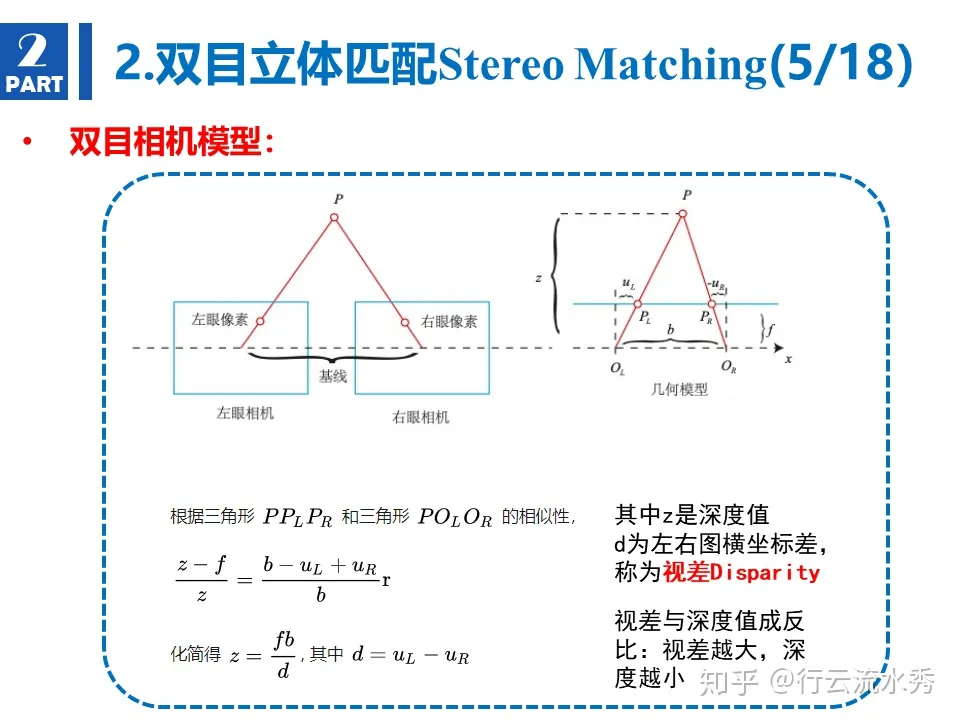 2
PART
2.双目立体匹配Stereo Matching(5/18)
• 双目相机模型：
P
左眼像素
右眼像素
基线
左眼相机
右眼相机
P
z
u_L
-u_R
P_L
P_R
b
f
x
O_L
O_R
几何模型
根据三角形 PP_LP_R 和三角形 PO_LO_R 的相似性，
(z − f)/z = (b − u_L + u_R)/b r
化简得 z = fb/d ，其中 d = u_L − u_R
其中z是深度值
d为左右图横坐标差，
称为视差Disparity
视差与深度值成反
比：视差越大，深
度越小
知乎 @行云流水秀